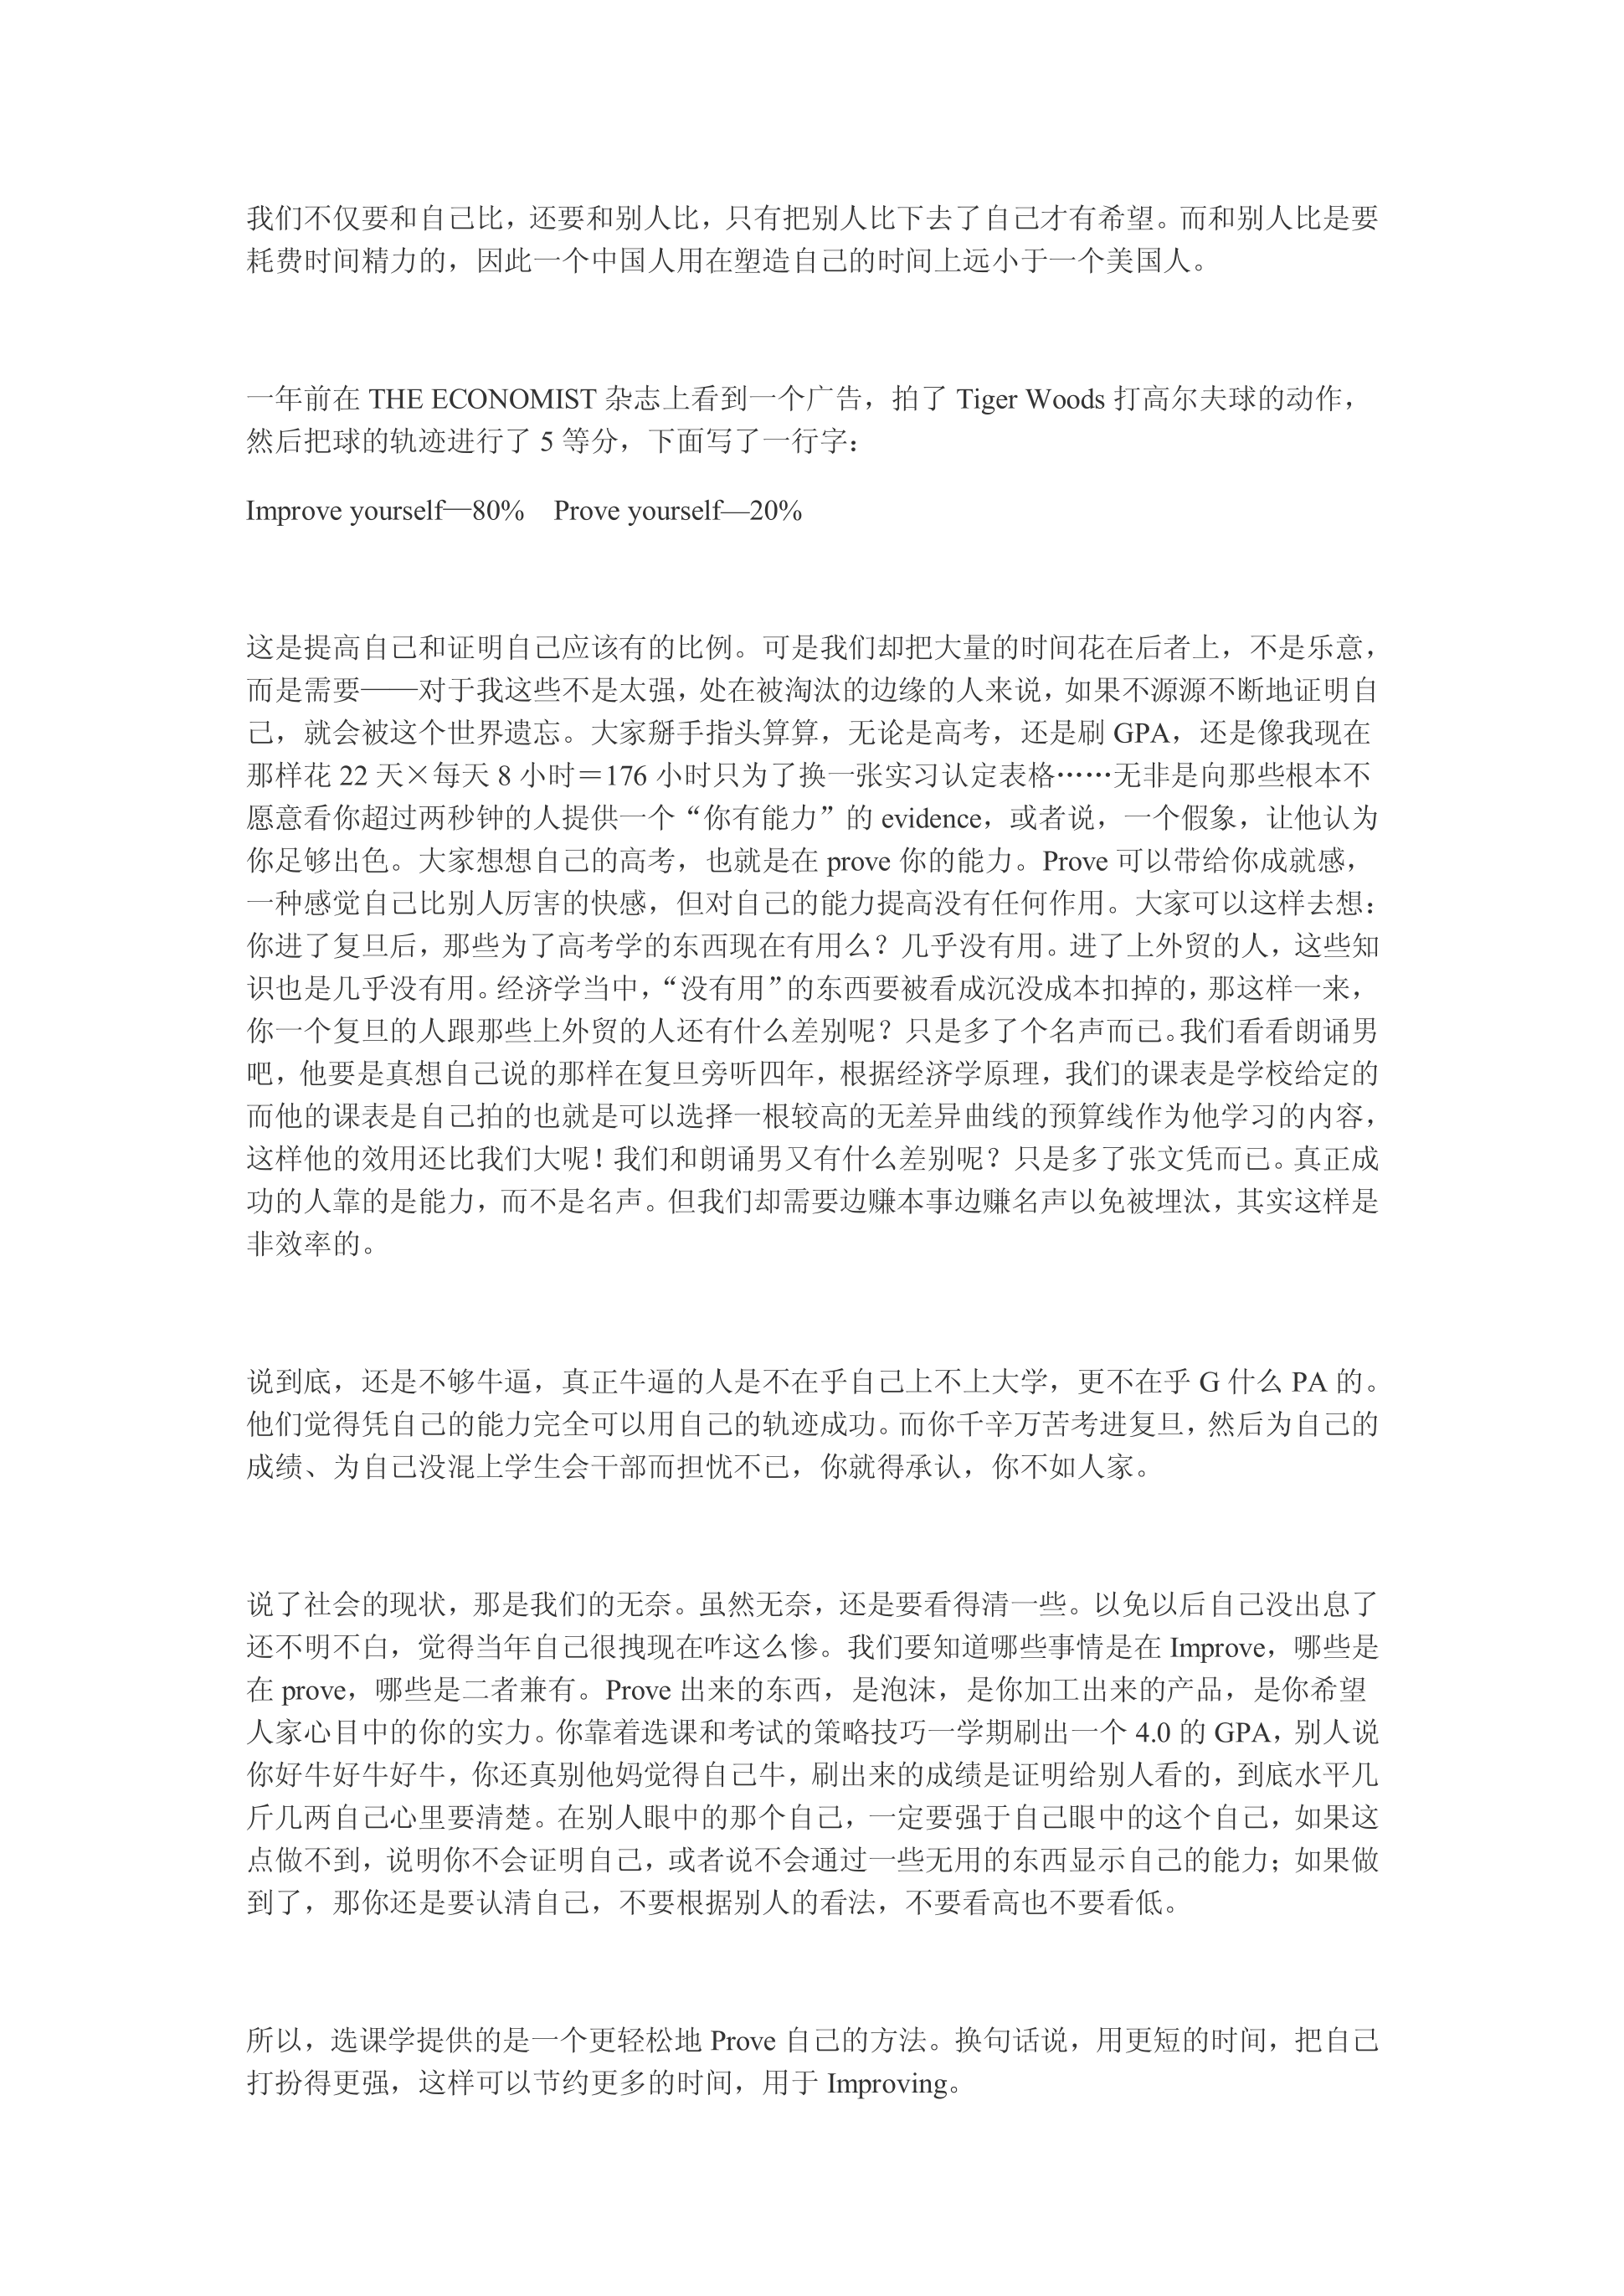 我们不仅要和自己比，还要和别人比，只有把别人比下去了自己才有希望。而和别人比是要
耗费时间精力的，因此一个中国人用在塑造自己的时间上远小于一个美国人。
一年前在 THE ECONOMIST 杂志上看到一个广告，拍了 Tiger Woods 打高尔夫球的动作，
然后把球的轨迹进行了 5 等分，下面写了一行字：
Improve yourself—80%　Prove yourself—20%
这是提高自己和证明自己应该有的比例。可是我们却把大量的时间花在后者上，不是乐意，
而是需要——对于我这些不是太强，处在被淘汰的边缘的人来说，如果不源源不断地证明自
己，就会被这个世界遗忘。大家掰手指头算算，无论是高考，还是刷 GPA，还是像我现在
那样花 22 天×每天 8 小时＝176 小时只为了换一张实习认定表格……无非是向那些根本不
愿意看你超过两秒钟的人提供一个“你有能力”的 evidence，或者说，一个假象，让他认为
你足够出色。大家想想自己的高考，也就是在 prove 你的能力。Prove 可以带给你成就感，
一种感觉自己比别人厉害的快感，但对自己的能力提高没有任何作用。大家可以这样去想：
你进了复旦后，那些为了高考学的东西现在有用么？几乎没有用。进了上外贸的人，这些知
识也是几乎没有用。经济学当中，“没有用”的东西要被看成沉没成本扣掉的，那这样一来，
你一个复旦的人跟那些上外贸的人还有什么差别呢？只是多了个名声而已。我们看看朗诵男
吧，他要是真想自己说的那样在复旦旁听四年，根据经济学原理，我们的课表是学校给定的
而他的课表是自己拍的也就是可以选择一根较高的无差异曲线的预算线作为他学习的内容，
这样他的效用还比我们大呢！我们和朗诵男又有什么差别呢？只是多了张文凭而已。真正成
功的人靠的是能力，而不是名声。但我们却需要边赚本事边赚名声以免被埋汰，其实这样是
非效率的。
说到底，还是不够牛逼，真正牛逼的人是不在乎自己上不上大学，更不在乎 G 什么 PA 的。
他们觉得凭自己的能力完全可以用自己的轨迹成功。而你千辛万苦考进复旦，然后为自己的
成绩、为自己没混上学生会干部而担忧不已，你就得承认，你不如人家。
说了社会的现状，那是我们的无奈。虽然无奈，还是要看得清一些。以免以后自己没出息了
还不明不白，觉得当年自己很拽现在咋这么惨。我们要知道哪些事情是在 Improve，哪些是
在 prove，哪些是二者兼有。Prove 出来的东西，是泡沫，是你加工出来的产品，是你希望
人家心目中的你的实力。你靠着选课和考试的策略技巧一学期刷出一个 4.0 的 GPA，别人说
你好牛好牛好牛，你还真别他妈觉得自己牛，刷出来的成绩是证明给别人看的，到底水平几
斤几两自己心里要清楚。在别人眼中的那个自己，一定要强于自己眼中的这个自己，如果这
点做不到，说明你不会证明自己，或者说不会通过一些无用的东西显示自己的能力；如果做
到了，那你还是要认清自己，不要根据别人的看法，不要看高也不要看低。
所以，选课学提供的是一个更轻松地 Prove 自己的方法。换句话说，用更短的时间，把自己
打扮得更强，这样可以节约更多的时间，用于 Improving。